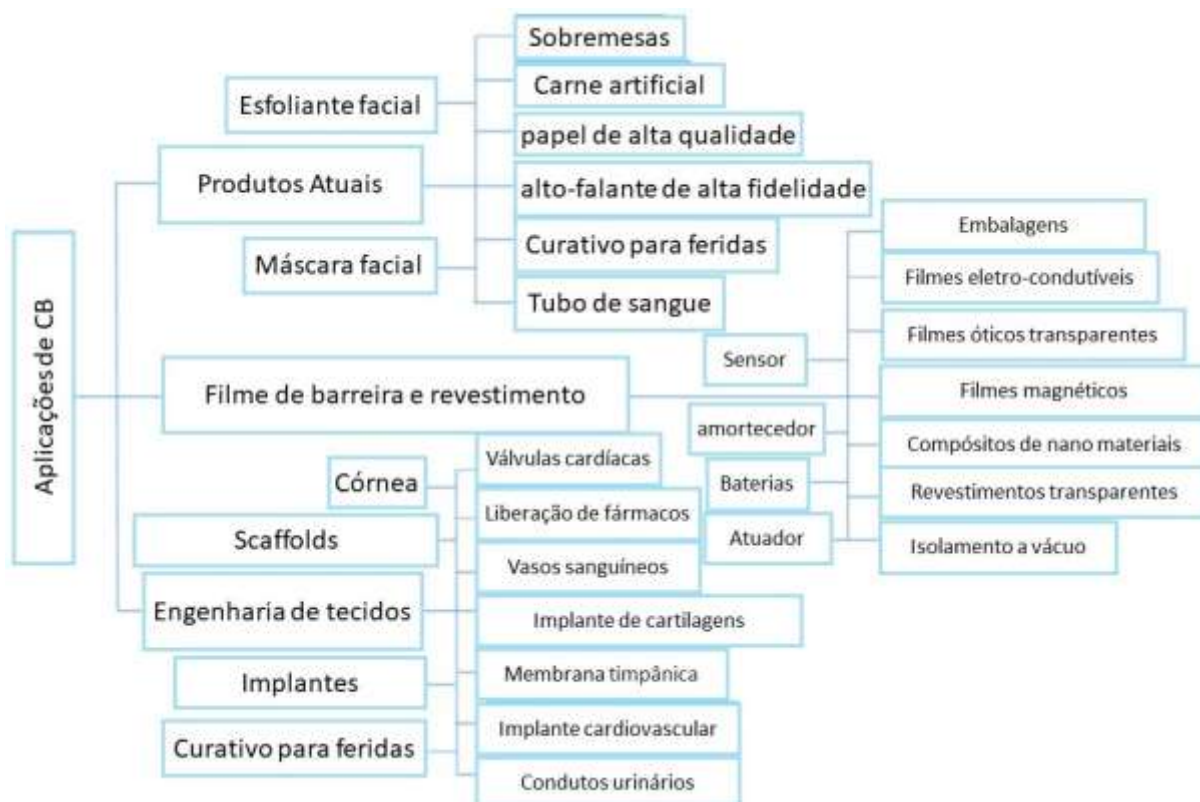 Aplicações de CB
Esfoliante facial
Produtos Atuais
Máscara facial
Sobremesas
Carne artificial
papel de alta qualidade
alto-falante de alta fidelidade
Curativo para feridas
Tubo de sangue
Filme de barreira e revestimento
Sensor
amortecedor
Baterias
Atuador
Embalagens
Filmes eletro-condutíveis
Filmes óticos transparentes
Filmes magnéticos
Compósitos de nano materiais
Revestimentos transparentes
Isolamento a vácuo
Córnea
Scaffolds
Engenharia de tecidos
Implantes
Curativo para feridas
Válvulas cardíacas
Liberação de fármacos
Vasos sanguíneos
Implante de cartilagens
Membrana timpânica
Implante cardiovascular
Condutos urinários